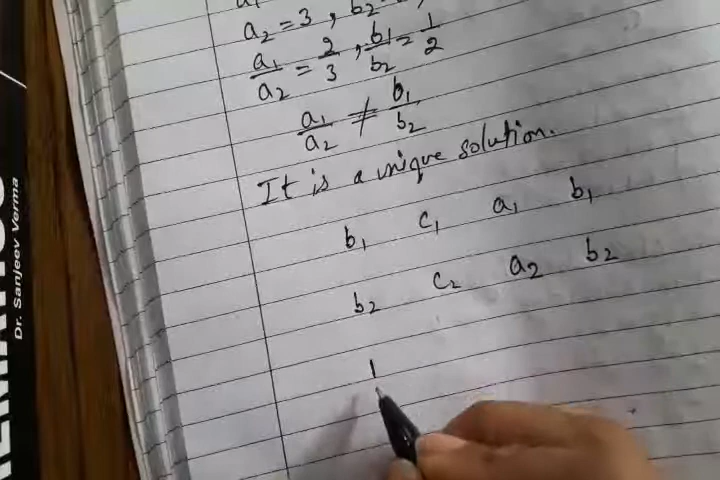 a₂ = 3, b₂
a₁/a₂ = 2/3, b₁/b₂ = 1/2
a₁/a₂ ≠ b₁/b₂
It is a unique solution.
b₁ c₁ a₁ b₁
b₂ c₂ a₂ b₂
1
Dr. Sanjeev Verma